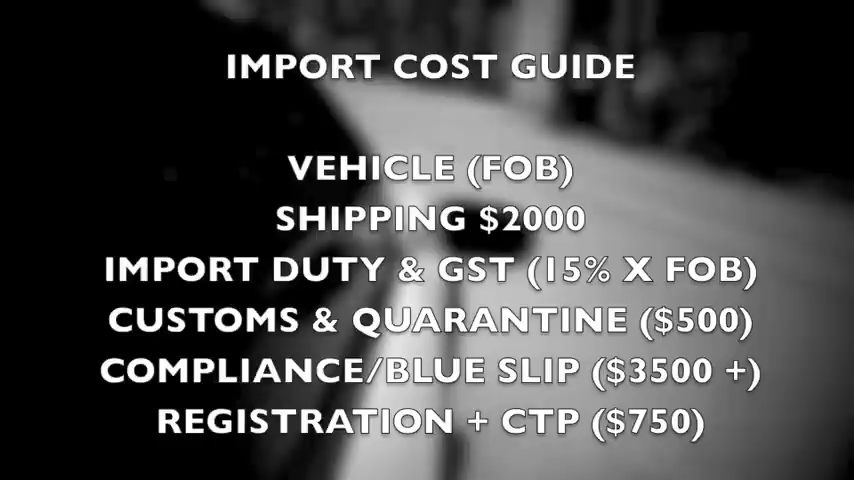 IMPORT COST GUIDE
VEHICLE (FOB)
SHIPPING $2000
IMPORT DUTY & GST (15% X FOB)
CUSTOMS & QUARANTINE ($500)
COMPLIANCE/BLUE SLIP ($3500 +)
REGISTRATION + CTP ($750)